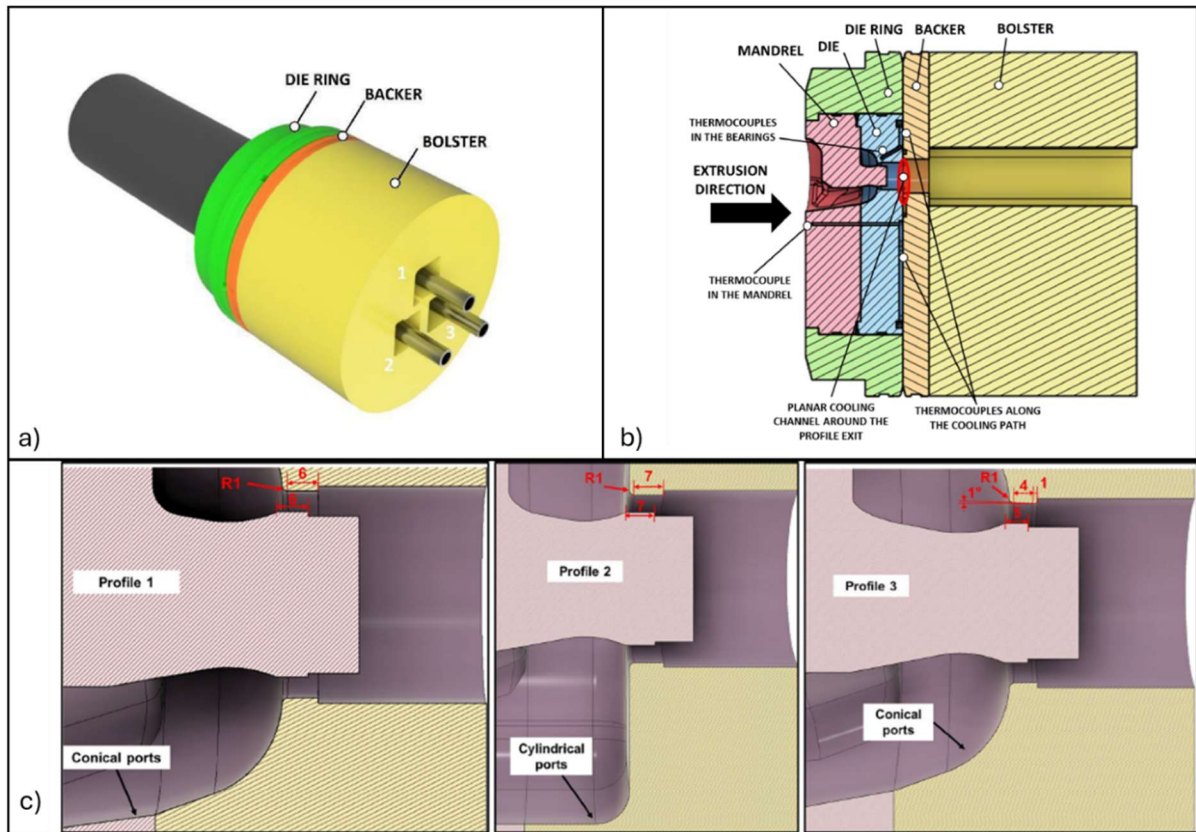 a)
DIE RING
BACKER
BOLSTER
1
2
3
b)
DIE RING
BACKER
BOLSTER
MANDREL
DIE
THERMOCOUPLES
IN THE BEARINGS
EXTRUSION
DIRECTION
THERMOCOUPLE
IN THE MANDREL
PLANAR COOLING
CHANNEL AROUND THE
PROFILE EXIT
THERMOCOUPLES ALONG
THE COOLING PATH
c)
R1
6
Profile 1
Conical ports
R1
7
7
Profile 2
Cylindrical
ports
R1
4
1
1°
Profile 3
Conical
ports